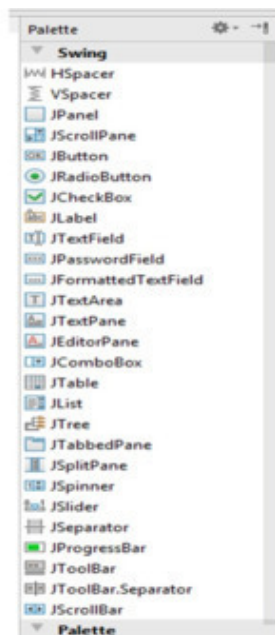 Palette
Swing
HSpacer
VSpacer
JPanel
JScrollPane
JButton
JRadioButton
JCheckBox
JLabel
JTextField
JPasswordField
JFormattedTextField
JTextArea
JTextPane
JEditorPane
JComboBox
JTable
JList
JTree
JTabbedPane
JSplitPane
JSpinner
JSlider
JSeparator
JProgressBar
JToolBar
JToolBar.Separator
JScrollBar
Palette